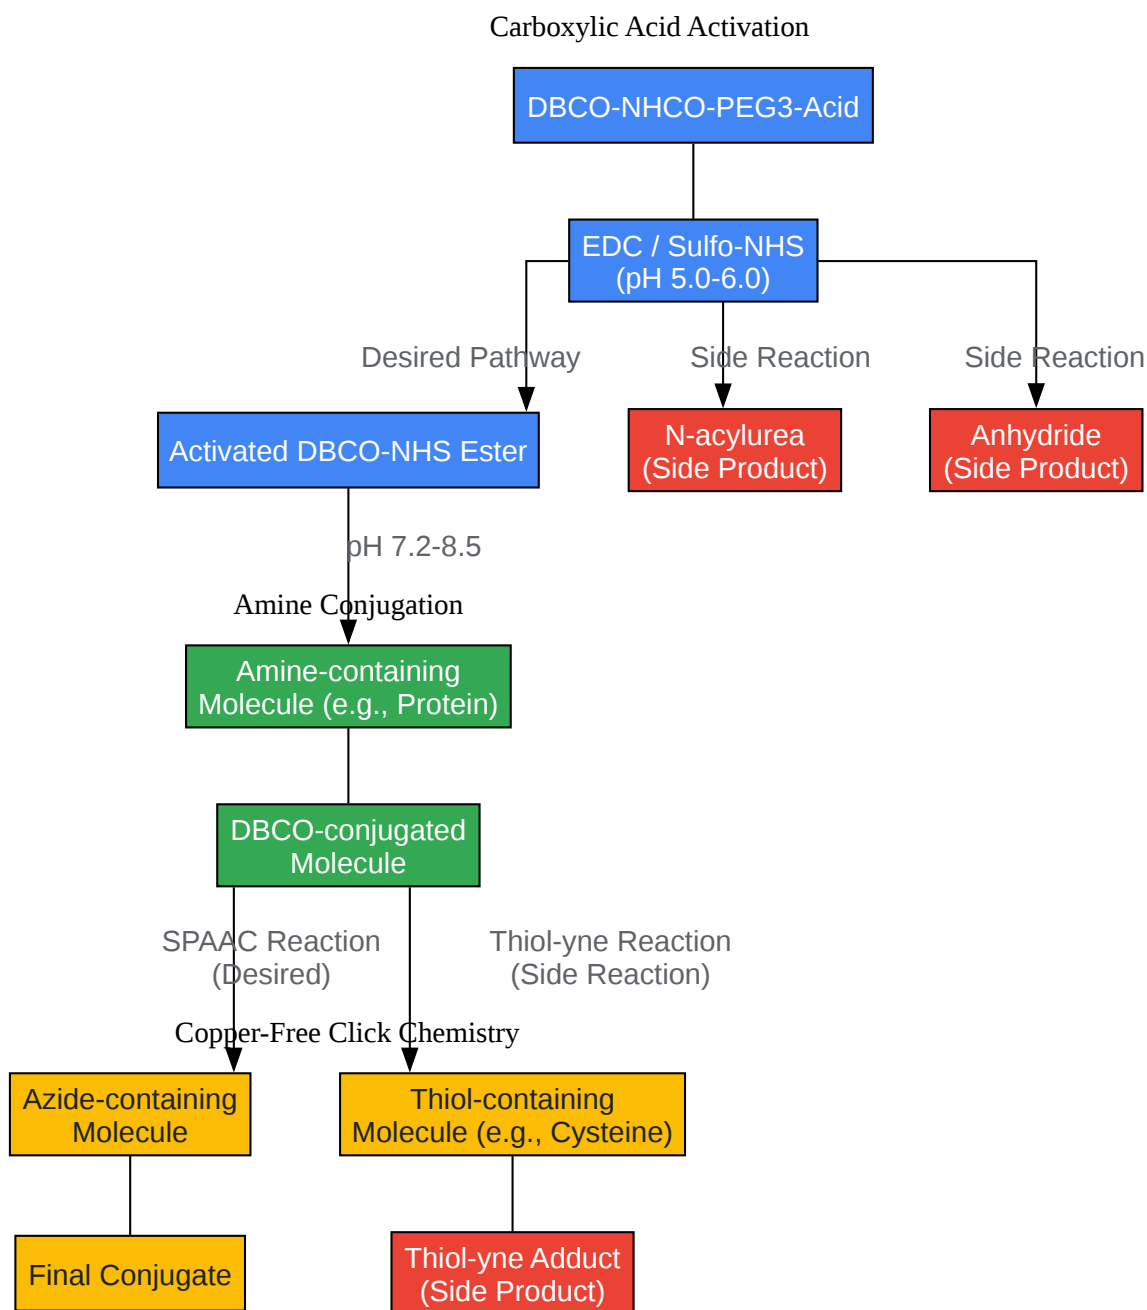 Carboxylic Acid Activation
DBCO-NHCO-PEG3-Acid
EDC / Sulfo-NHS
(pH 5.0-6.0)
Desired Pathway
Side Reaction
Side Reaction
Activated DBCO-NHS Ester
N-acylurea
(Side Product)
Anhydride
(Side Product)
pH 7.2-8.5
Amine Conjugation
Amine-containing
Molecule (e.g., Protein)
DBCO-conjugated
Molecule
SPAAC Reaction
(Desired)
Thiol-yne Reaction
(Side Reaction)
Copper-Free Click Chemistry
Azide-containing
Molecule
Thiol-containing
Molecule (e.g., Cysteine)
Final Conjugate
Thiol-yne Adduct
(Side Product)